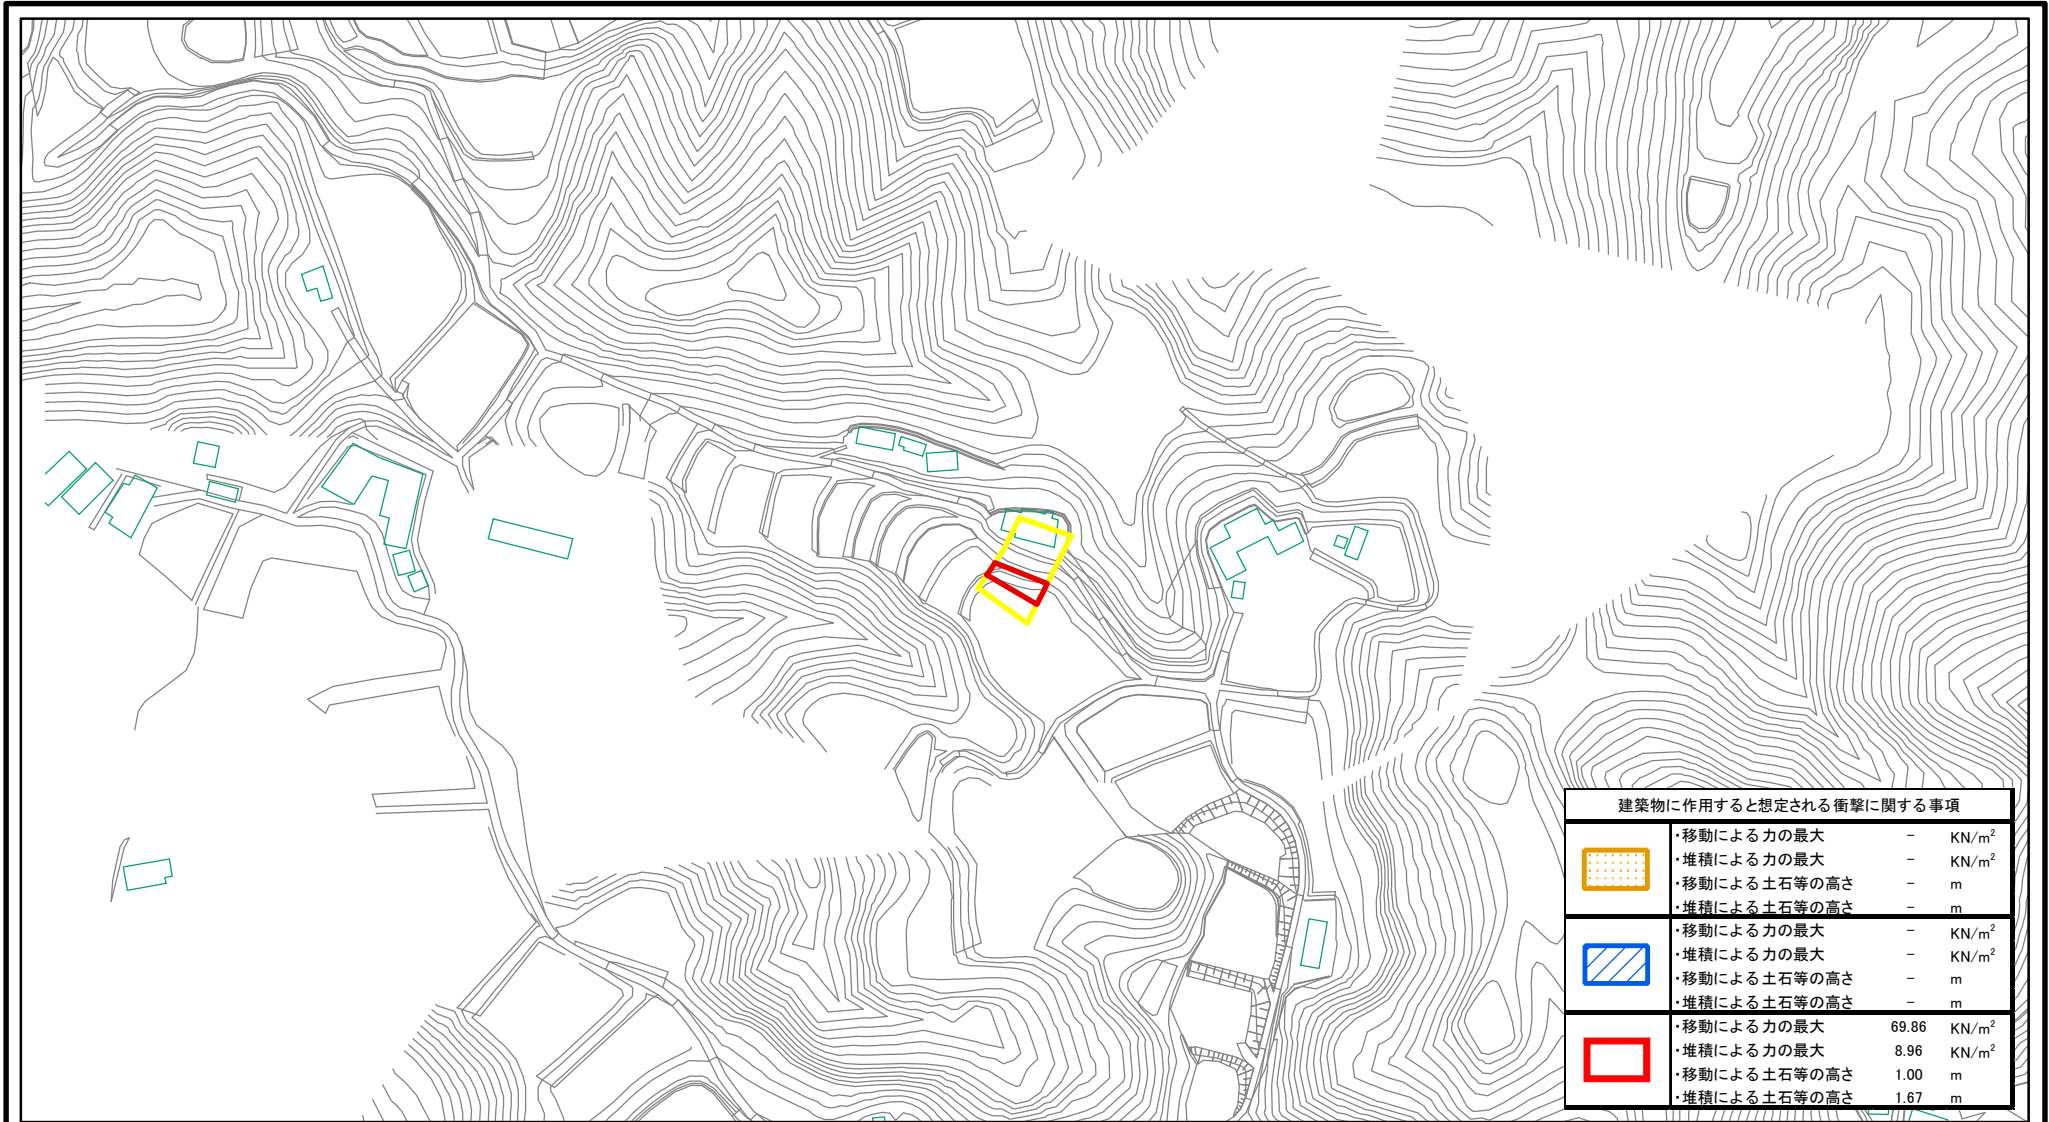 建築物に作用すると想定される衝撃に関する事項
・移動による力の最大 － KN/m²
・堆積による力の最大 － KN/m²
・移動による土石等の高さ － m
・堆積による土石等の高さ － m
・移動による力の最大 － KN/m²
・堆積による力の最大 － KN/m²
・移動による土石等の高さ － m
・堆積による土石等の高さ － m
・移動による力の最大 69.86 KN/m²
・堆積による力の最大 8.96 KN/m²
・移動による土石等の高さ 1.00 m
・堆積による土石等の高さ 1.67 m